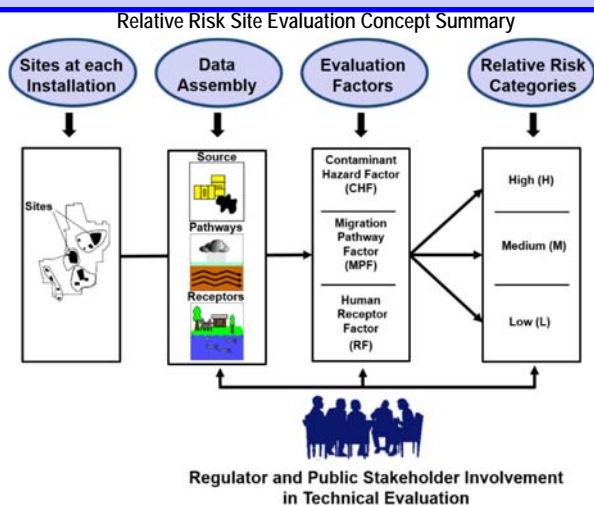 Relative Risk Site Evaluation Concept Summary
Sites at each
Installation
Data
Assembly
Evaluation
Factors
Relative Risk
Categories
Sites
Source
Pathways
Receptors
Contaminant
Hazard Factor
(CHF)
Migration
Pathway
Factor
(MPF)
Human
Receptor
Factor
(RF)
High (H)
Medium (M)
Low (L)
Regulator and Public Stakeholder Involvement
in Technical Evaluation